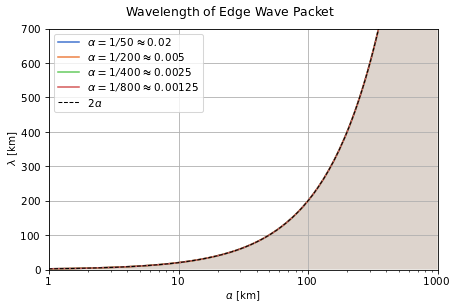 Wavelength of Edge Wave Packet
700
600
500
400
300
200
100
0
λ [km]
α = 1/50 ≈ 0.02
α = 1/200 ≈ 0.005
α = 1/400 ≈ 0.0025
α = 1/800 ≈ 0.00125
2a
1 10 100 1000
a [km]